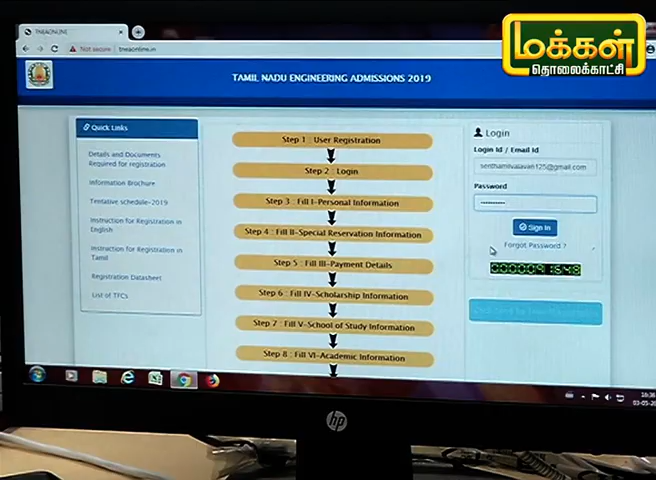 மக்கள்
தொலைக்காட்சி
TNEAONLINE
Not secure | tneaonline.in
TAMIL NADU ENGINEERING ADMISSIONS 2019
Quick Links
Details and Documents
Required for registration
Information Brochure
Tentative schedule-2019
Instruction for Registration in
English
Instruction for Registration in
Tamil
Registration Datasheet
List of TFCs
Step 1 : User Registration
Step 2 : Login
Step 3 : Fill I-Personal Information
Step 4 : Fill II-Special Reservation Information
Step 5 : Fill III-Payment Details
Step 6 : Fill IV-Scholarship Information
Step 7 : Fill V-School of Study Information
Step 8 : Fill VI-Academic Information
Login
Login Id / Email Id
Password
Sign In
Forgot Password ?
hp